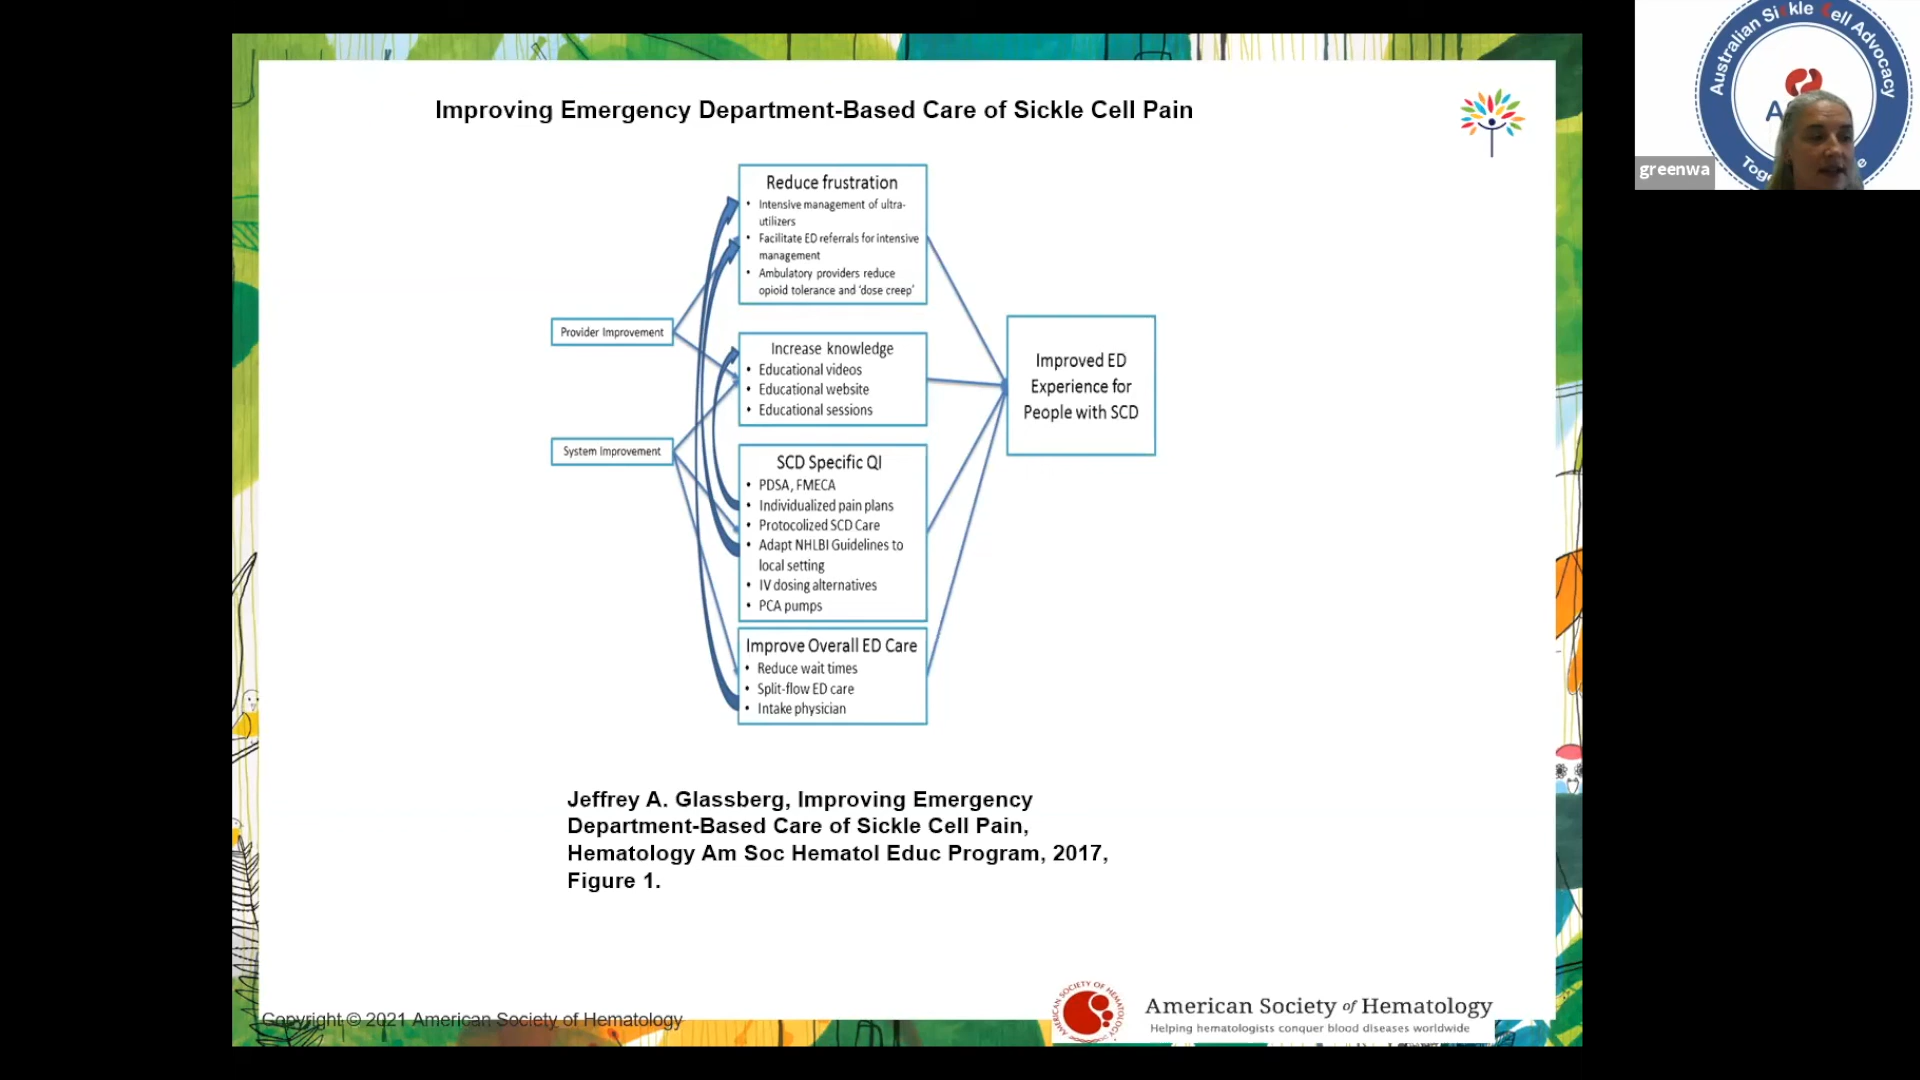 Improving Emergency Department-Based Care of Sickle Cell Pain
Reduce frustration
• Intensive management of ultra-
utilizers
• Facilitate ED referrals for intensive
management
• Ambulatory providers reduce
opioid tolerance and ‘dose creep’
Provider Improvement
Increase knowledge
• Educational videos
• Educational website
• Educational sessions
System Improvement
SCD Specific QI
• PDSA, FMECA
• Individualized pain plans
• Protocolized SCD Care
• Adapt NHLBI Guidelines to
local setting
• IV dosing alternatives
• PCA pumps
Improve Overall ED Care
• Reduce wait times
• Split-flow ED care
• Intake physician
Improved ED
Experience for
People with SCD
Jeffrey A. Glassberg, Improving Emergency
Department-Based Care of Sickle Cell Pain,
Hematology Am Soc Hematol Educ Program, 2017,
Figure 1.
Copyright © 2021 American Society of Hematology
AMERICAN SOCIETY OF HEMATOLOGY
American Society of Hematology
Helping hematologists conquer blood diseases worldwide
Australian Sickle Cell Advocacy
greenwa